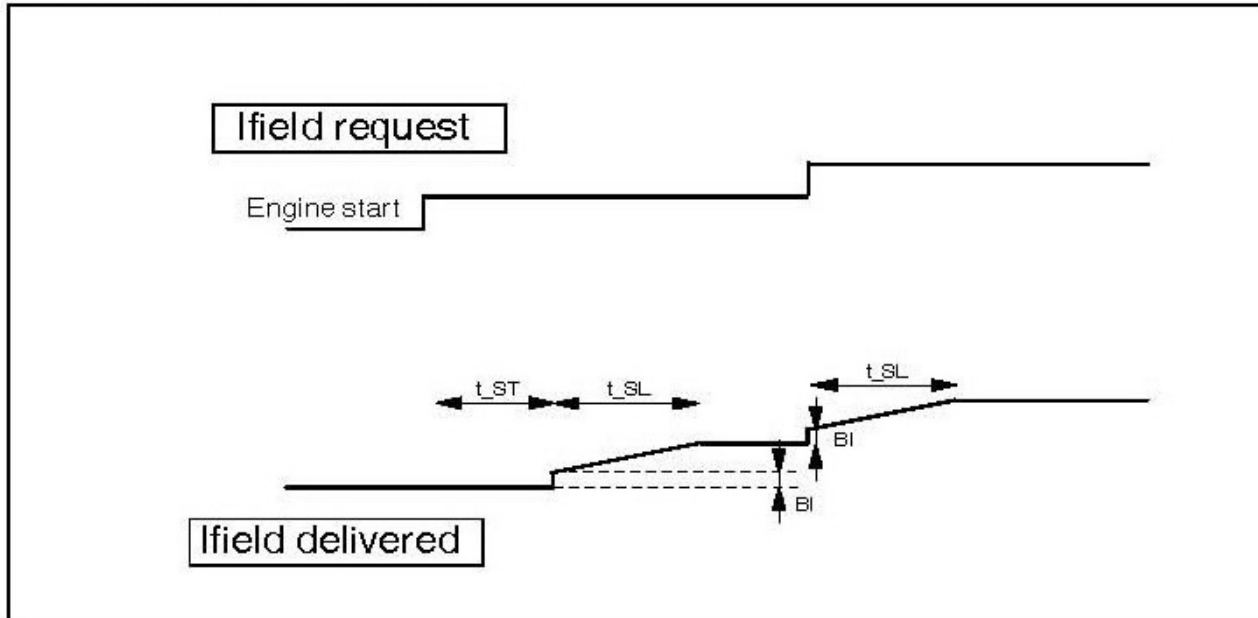 Ifield request
Engine start
t_ST
t_SL
t_SL
BI
BI
Ifield delivered